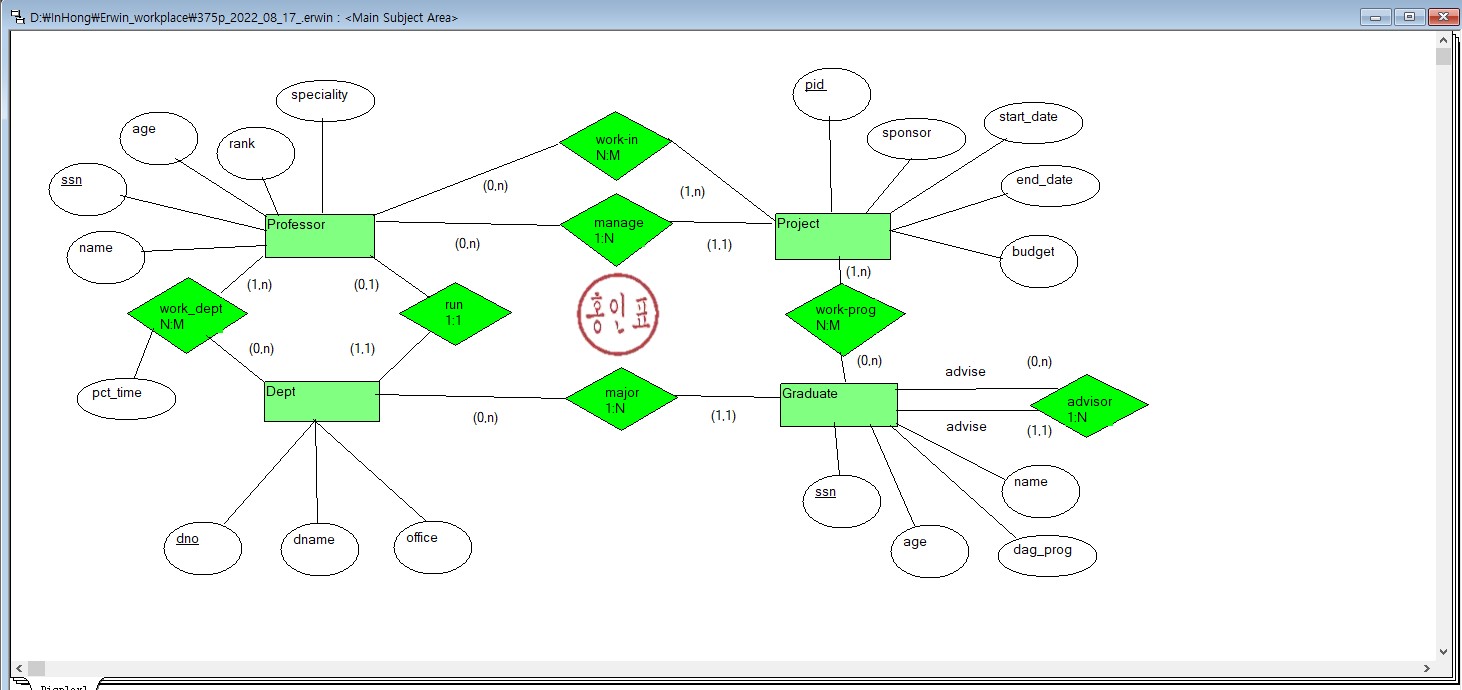 D:₩InHong₩Erwin_workplace₩375p_2022_08_17_.erwin : <Main Subject Area>
speciality
age
rank
ssn
name
Professor
work-in
N:M
(0,n)
(1,n)
manage
1:N
(0,n)
(1,1)
pid
sponsor
start_date
end_date
budget
Project
(1,n)
(0,1)
(1,n)
work_dept
N:M
run
1:1
홍인표
work-prog
N:M
(0,n)
(1,1)
(0,n)
pct_time
Dept
major
1:N
(0,n)
(1,1)
Graduate
advise
(0,n)
advisor
1:N
advise
(1,1)
dno
dname
office
ssn
age
name
dag_prog
Display1